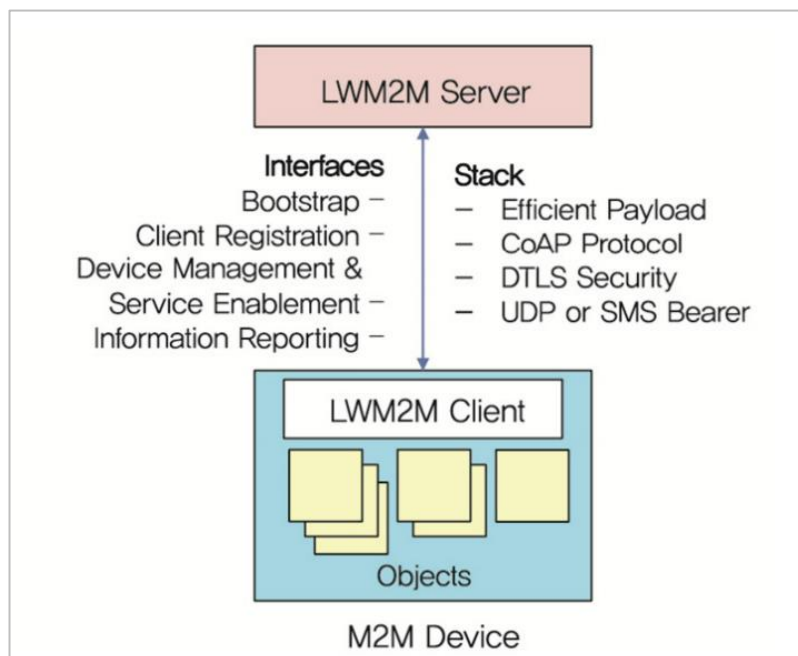 LWM2M Server
Interfaces
Bootstrap –
Client Registration –
Device Management &
Service Enablement –
Information Reporting –
Stack
– Efficient Payload
– CoAP Protocol
– DTLS Security
– UDP or SMS Bearer
LWM2M Client
Objects
M2M Device